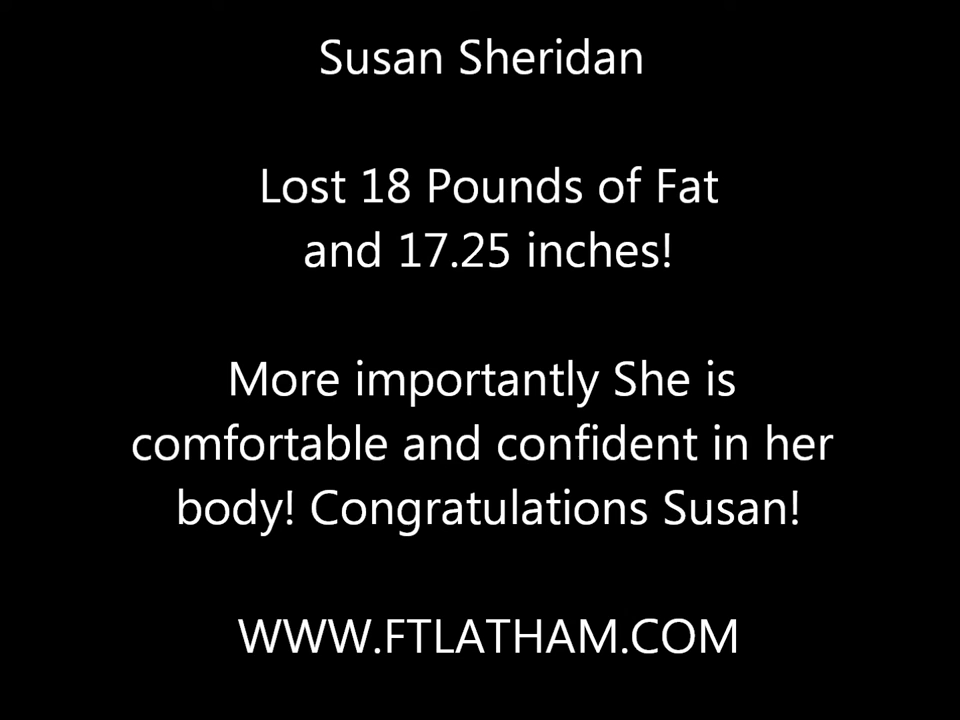 Susan Sheridan
Lost 18 Pounds of Fat
and 17.25 inches!
More importantly She is
comfortable and confident in her
body! Congratulations Susan!
WWW.FTLATHAM.COM